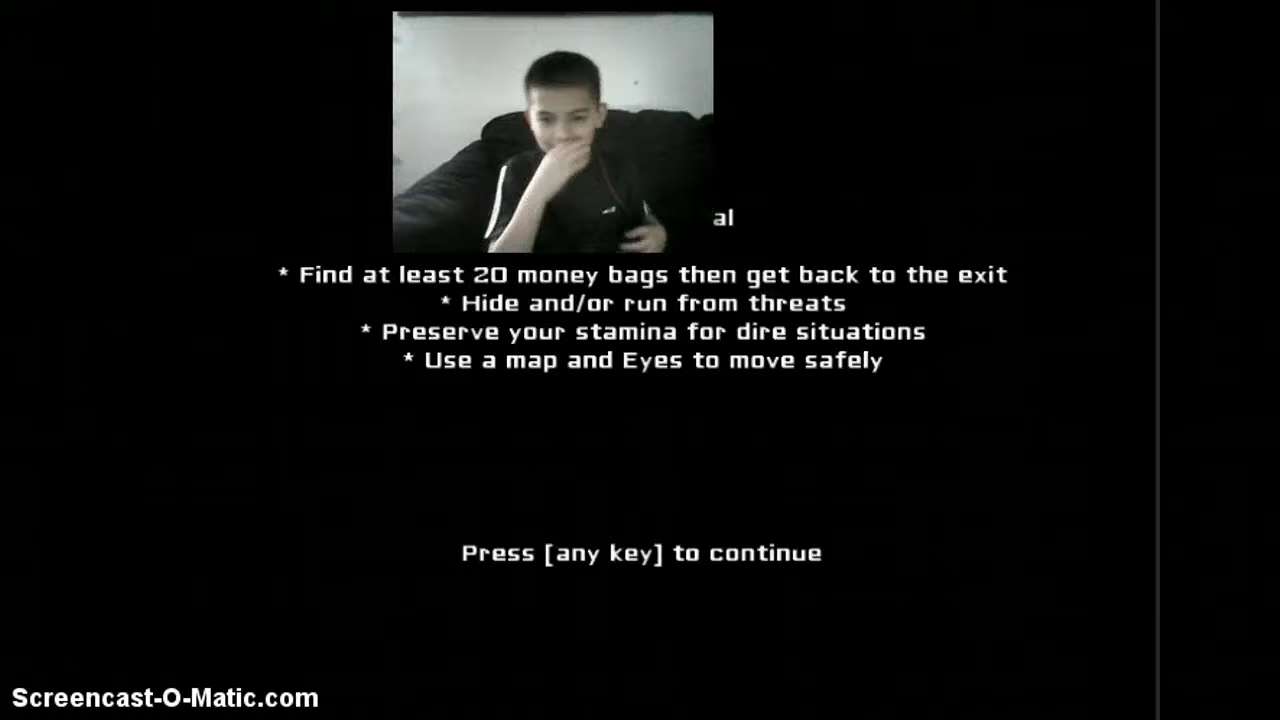 al
* Find at least 20 money bags then get back to the exit
* Hide and/or run from threats
* Preserve your stamina for dire situations
* Use a map and Eyes to move safely
Press [any key] to continue
Screencast-O-Matic.com